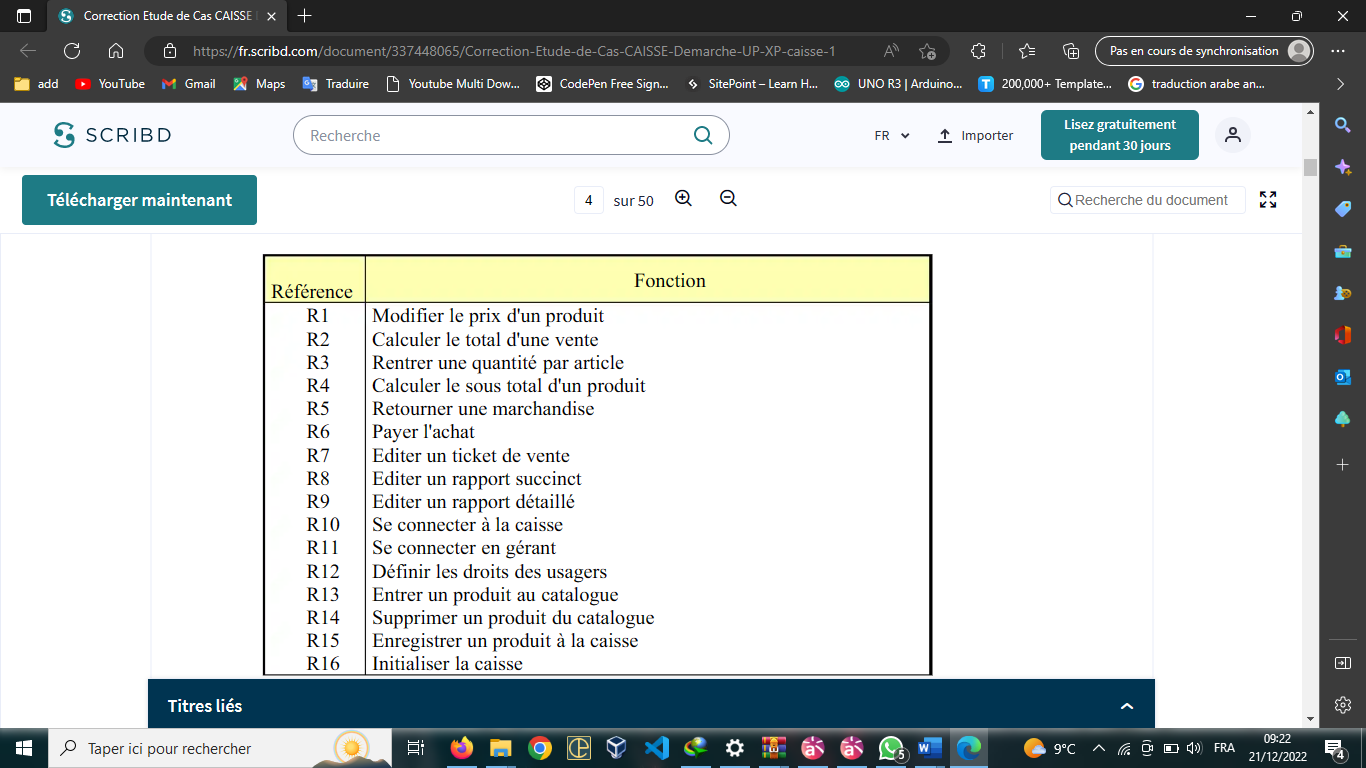 Correction Etude de Cas CAISSE
https://fr.scribd.com/document/337448065/Correction-Etude-de-Cas-CAISSE-Demarche-UP-XP-caisse-1
Pas en cours de synchronisation
add YouTube Gmail Maps Traduire Youtube Multi Dow... CodePen Free Sign... SitePoint – Learn H... UNO R3 | Arduino... 200,000+ Template... traduction arabe an...
SCRIBD
Recherche
FR
Importer
Lisez gratuitement
pendant 30 jours
Télécharger maintenant
4 sur 50
Recherche du document
Référence Fonction
R1 Modifier le prix d'un produit
R2 Calculer le total d'une vente
R3 Rentrer une quantité par article
R4 Calculer le sous total d'un produit
R5 Retourner une marchandise
R6 Payer l'achat
R7 Editer un ticket de vente
R8 Editer un rapport succinct
R9 Editer un rapport détaillé
R10 Se connecter à la caisse
R11 Se connecter en gérant
R12 Définir les droits des usagers
R13 Entrer un produit au catalogue
R14 Supprimer un produit du catalogue
R15 Enregistrer un produit à la caisse
R16 Initialiser la caisse
Titres liés
Taper ici pour rechercher
5
9°C
FRA
09:22
21/12/2022
4